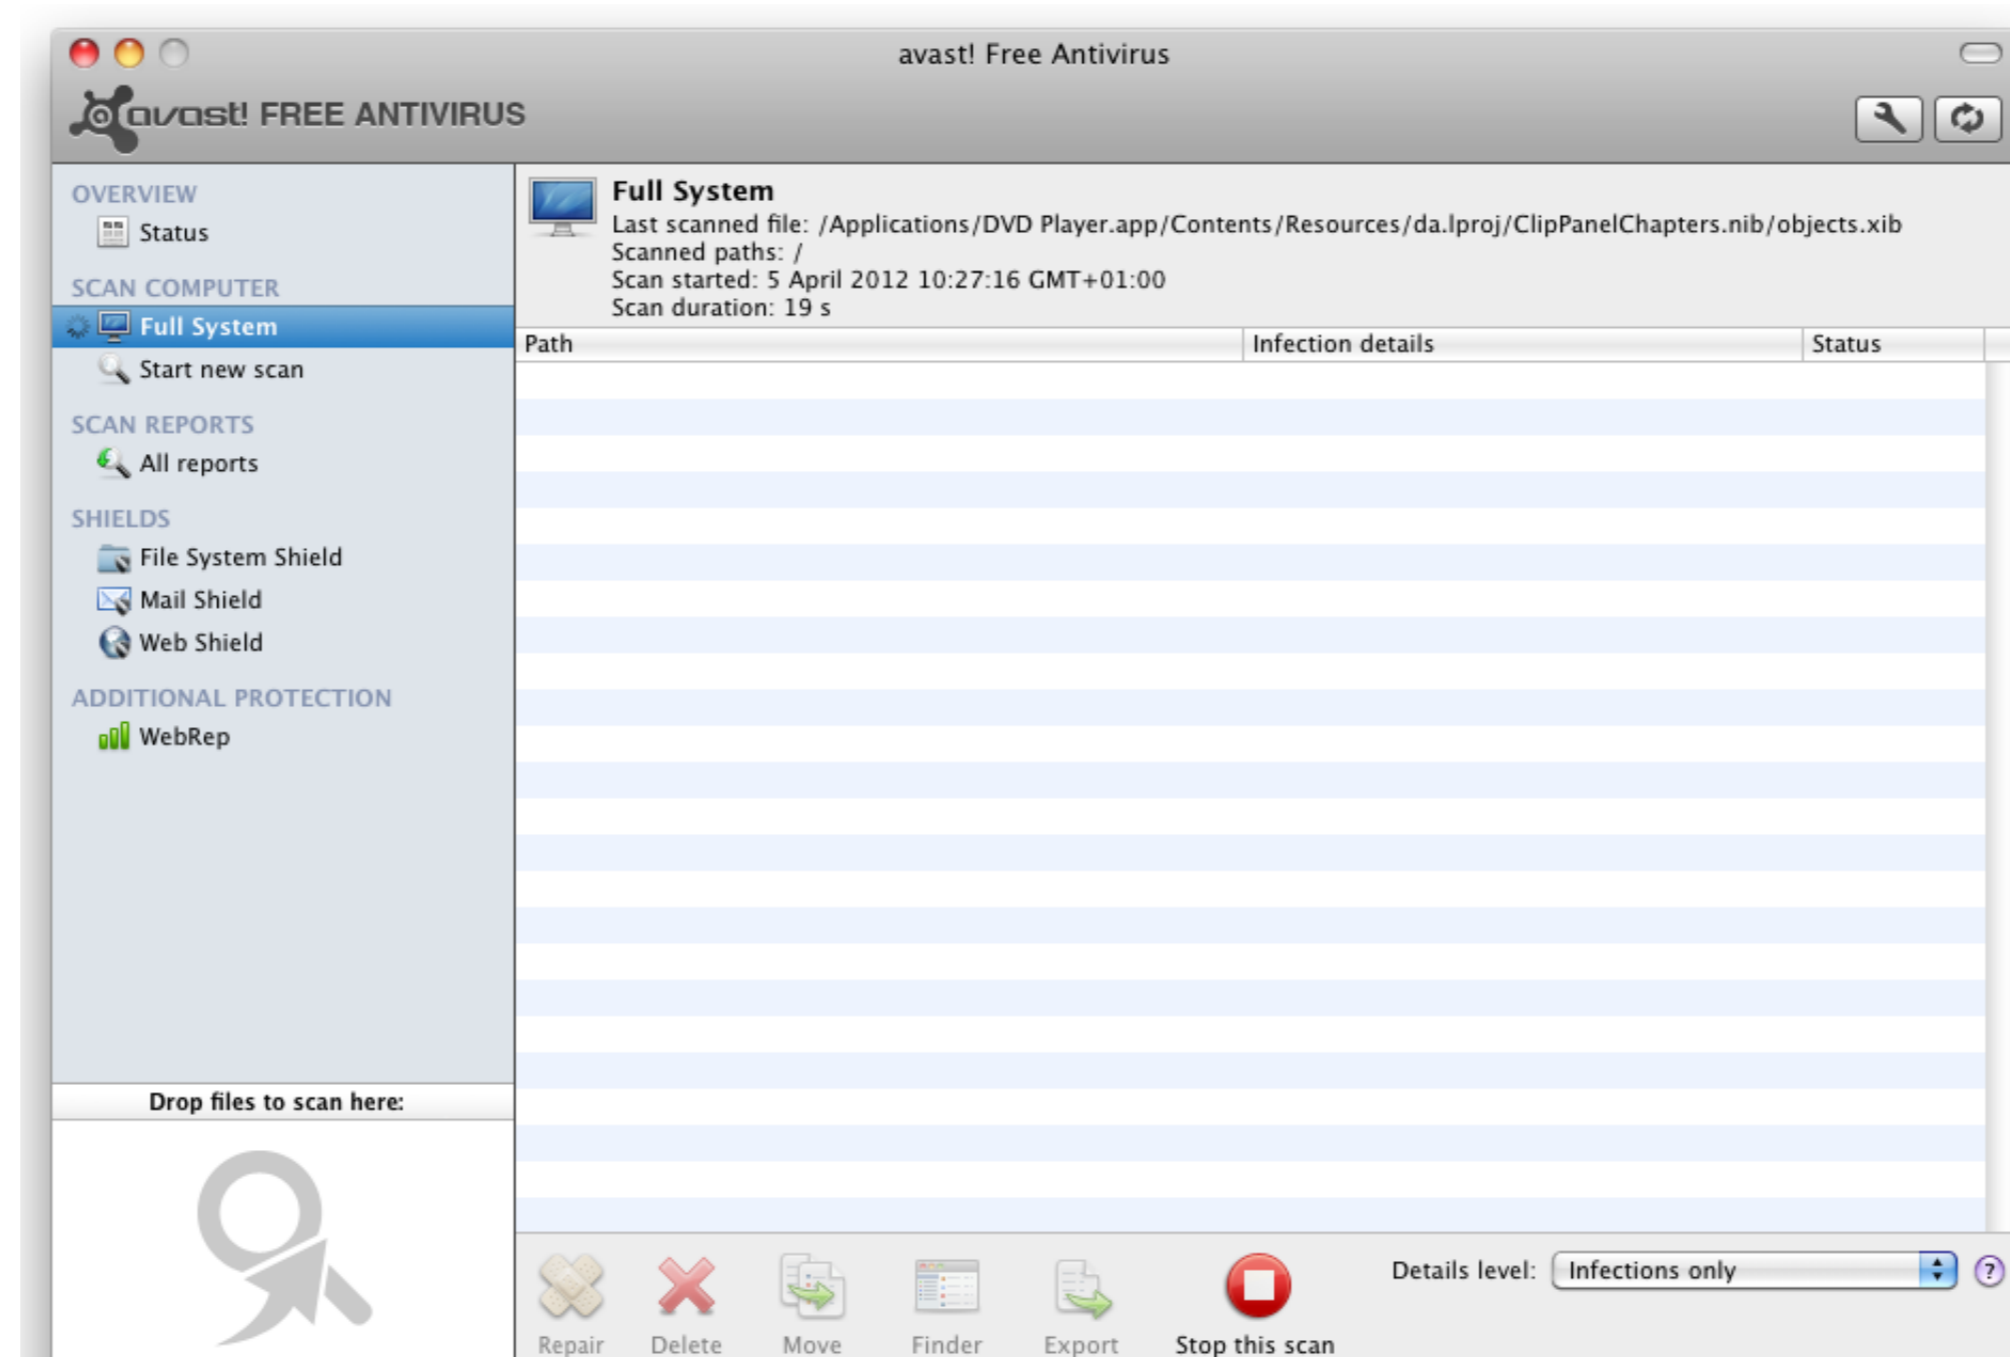 avast! Free Antivirus
avast! FREE ANTIVIRUS
OVERVIEW
Status
SCAN COMPUTER
Full System
Start new scan
SCAN REPORTS
All reports
SHIELDS
File System Shield
Mail Shield
Web Shield
ADDITIONAL PROTECTION
WebRep
Drop files to scan here:
Full System
Last scanned file: /Applications/DVD Player.app/Contents/Resources/da.lproj/ClipPanelChapters.nib/objects.xib
Scanned paths: /
Scan started: 5 April 2012 10:27:16 GMT+01:00
Scan duration: 19 s
Path Infection details Status
Details level: Infections only ?
Repair Delete Move Finder Export Stop this scan